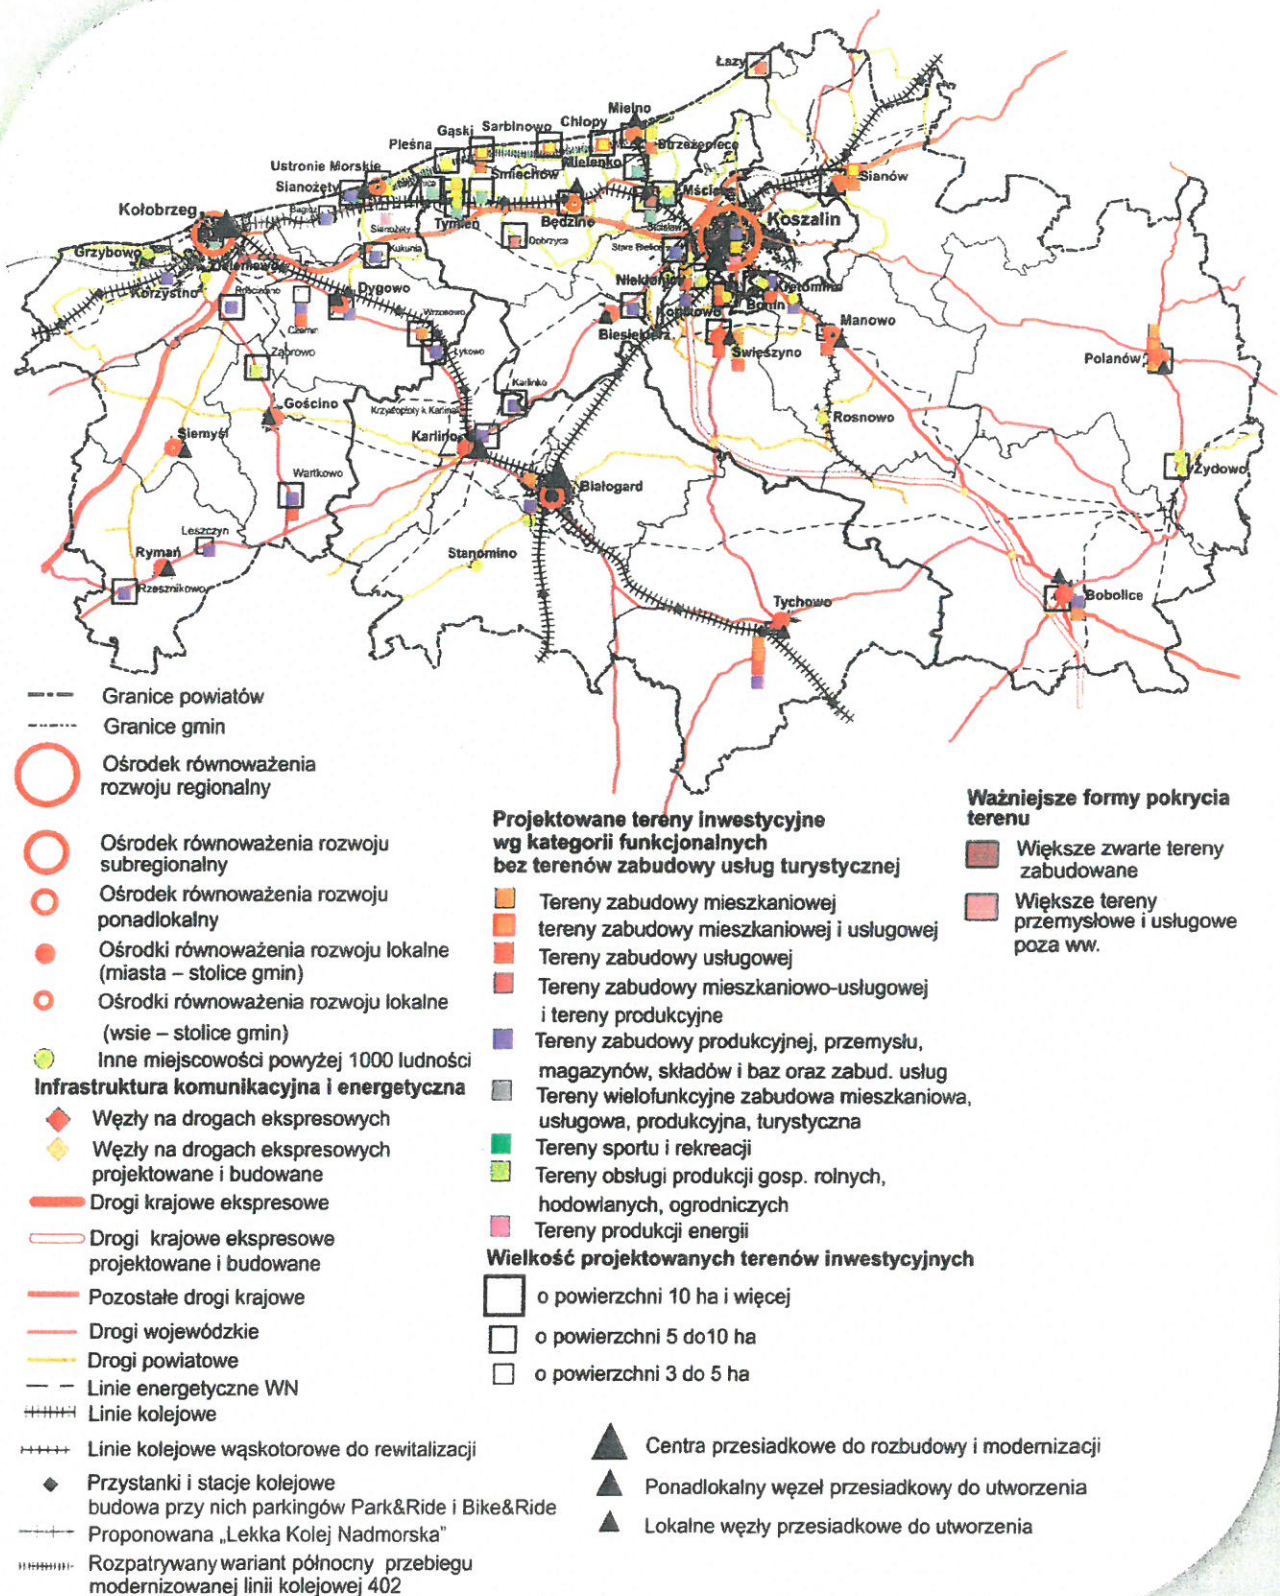 Łazy
Mielno
Chłopy
Sarbinowo
Gąski
Strzeżenice
Pleśna
Mielenko
Ustronie Morskie
Śmiechów
Sianów
Sianożęty
Mścice
Kołobrzeg
Tymień
Będzino
Koszalin
Sianożęty
Dobrzyca
Stare Bielice
Grzybowo
Kukinia
Niekłonice
Kretomino
Korzystno
Dygowo
Bonin
Konikowo
Wrzosowo
Biesiekierz
Manowo
Czernin
Łykowo
Świeszyno
Polanów
Ząbrowo
Karlinko
Gościno
Krzywopłoty k Karlina
Rosnowo
Siemyśl
Karlino
Wartkowo
Białogard
Żydowo
Leszczyn
Rymań
Stanomino
Rzesznikowo
Tychowo
Bobolice
Granice powiatów
Granice gmin
Ośrodek równoważenia
rozwoju regionalny
Ośrodek równoważenia rozwoju
subregionalny
Ośrodek równoważenia rozwoju
ponadlokalny
Ośrodki równoważenia rozwoju lokalne
(miasta – stolice gmin)
Ośrodki równoważenia rozwoju lokalne
(wsie – stolice gmin)
Inne miejscowości powyżej 1000 ludności
Infrastruktura komunikacyjna i energetyczna
Węzły na drogach ekspresowych
Węzły na drogach ekspresowych
projektowane i budowane
Drogi krajowe ekspresowe
Drogi krajowe ekspresowe
projektowane i budowane
Pozostałe drogi krajowe
Drogi wojewódzkie
Drogi powiatowe
Linie energetyczne WN
Linie kolejowe
Linie kolejowe wąskotorowe do rewitalizacji
Przystanki i stacje kolejowe
budowa przy nich parkingów Park&Ride i Bike&Ride
Proponowana „Lekka Kolej Nadmorska"
Rozpatrywany wariant północny przebiegu
modernizowanej linii kolejowej 402
Projektowane tereny inwestycyjne
wg kategorii funkcjonalnych
bez terenów zabudowy usług turystycznej
Tereny zabudowy mieszkaniowej
tereny zabudowy mieszkaniowej i usługowej
Tereny zabudowy usługowej
Tereny zabudowy mieszkaniowo-usługowej
i tereny produkcyjne
Tereny zabudowy produkcyjnej, przemysłu,
magazynów, składów i baz oraz zabud. usług
Tereny wielofunkcyjne zabudowa mieszkaniowa,
usługowa, produkcyjna, turystyczna
Tereny sportu i rekreacji
Tereny obsługi produkcji gosp. rolnych,
hodowlanych, ogrodniczych
Tereny produkcji energii
Wielkość projektowanych terenów inwestycyjnych
o powierzchni 10 ha i więcej
o powierzchni 5 do10 ha
o powierzchni 3 do 5 ha
Centra przesiadkowe do rozbudowy i modernizacji
Ponadlokalny węzeł przesiadkowy do utworzenia
Lokalne węzły przesiadkowe do utworzenia
Ważniejsze formy pokrycia
terenu
Większe zwarte tereny
zabudowane
Większe tereny
przemysłowe i usługowe
poza ww.